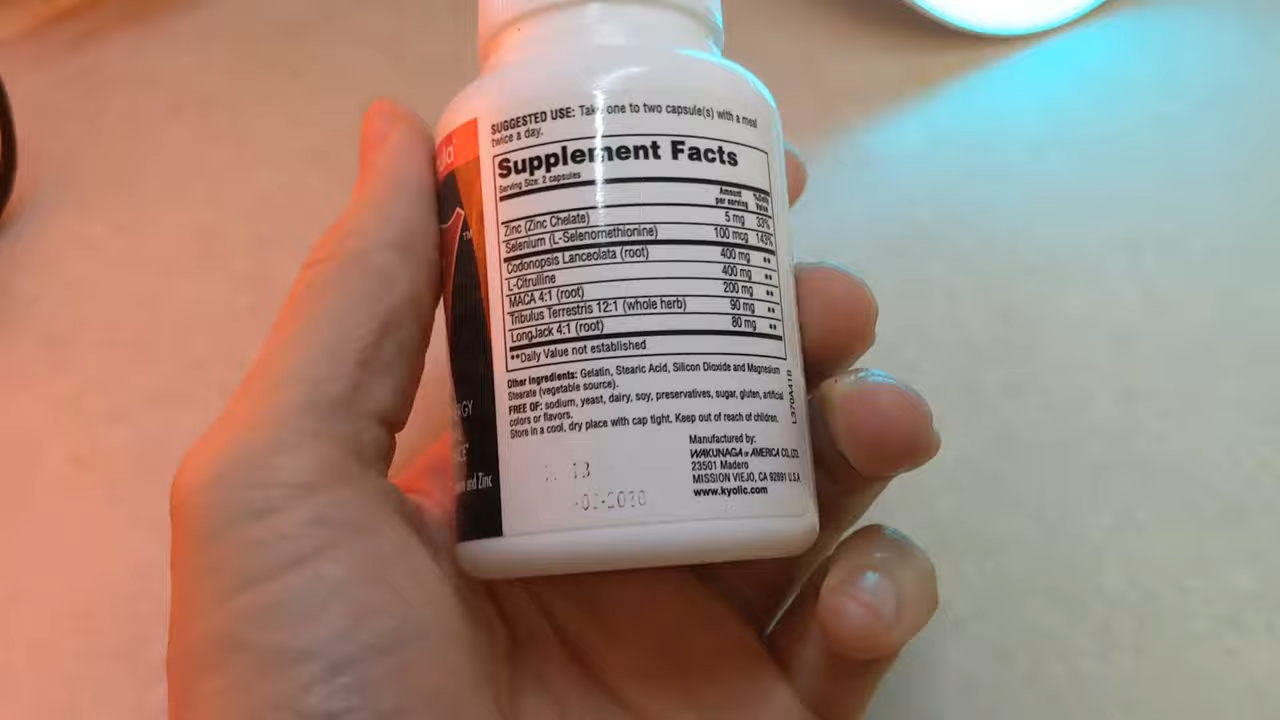 SUGGESTED USE: Take one to two capsule(s) with a meal
twice a day.
Supplement Facts
Serving Size: 2 capsules
Amount per serving
%Daily Value
Zinc (Zinc Chelate) 5 mg 33%
Selenium (L-Selenomethionine) 100 mcg 143%
Codonopsis Lanceolata (root) 400 mg **
L-Citrulline 400 mg **
MACA 4:1 (root) 200 mg **
Tribulus Terrestris 12:1 (whole herb) 90 mg **
LongJack 4:1 (root) 80 mg **
**Daily Value not established
Other Ingredients: Gelatin, Stearic Acid, Silicon Dioxide and Magnesium
Stearate (vegetable source).
FREE OF: sodium, yeast, dairy, soy, preservatives, sugar, gluten, artificial
colors or flavors.
Store in a cool, dry place with cap tight. Keep out of reach of children.
L370A41B
Manufactured by:
WAKUNAGA OF AMERICA CO., LTD.
23501 Madero
MISSION VIEJO, CA 92691 U.S.A.
www.kyolic.com
TM
and Zinc